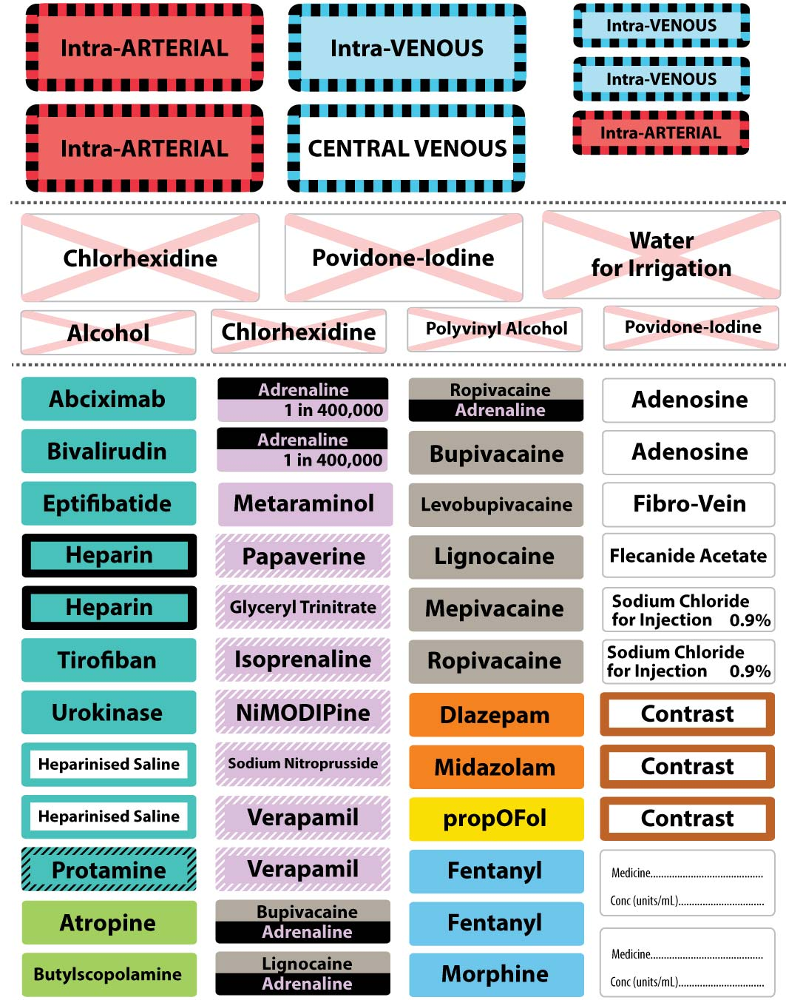 Intra-ARTERIAL
Intra-VENOUS
Intra-VENOUS
Intra-VENOUS
Intra-ARTERIAL
CENTRAL VENOUS
Intra-ARTERIAL
Chlorhexidine
Povidone-Iodine
Water
for Irrigation
Alcohol
Chlorhexidine
Polyvinyl Alcohol
Povidone-Iodine
Abciximab
Bivalirudin
Eptifibatide
Heparin
Heparin
Tirofiban
Urokinase
Heparinised Saline
Heparinised Saline
Protamine
Atropine
Butylscopolamine
Adrenaline
1 in 400,000
Adrenaline
1 in 400,000
Metaraminol
Papaverine
Glyceryl Trinitrate
Isoprenaline
NiMODIPine
Sodium Nitroprusside
Verapamil
Verapamil
Bupivacaine
Adrenaline
Lignocaine
Adrenaline
Ropivacaine
Adrenaline
Bupivacaine
Levobupivacaine
Lignocaine
Mepivacaine
Ropivacaine
DIazepam
Midazolam
propOFol
Fentanyl
Fentanyl
Morphine
Adenosine
Adenosine
Fibro-Vein
Flecanide Acetate
Sodium Chloride
for Injection 0.9%
Sodium Chloride
for Injection 0.9%
Contrast
Contrast
Contrast
Medicine..........................................
Conc (units/mL)................................
Medicine..........................................
Conc (units/mL)................................